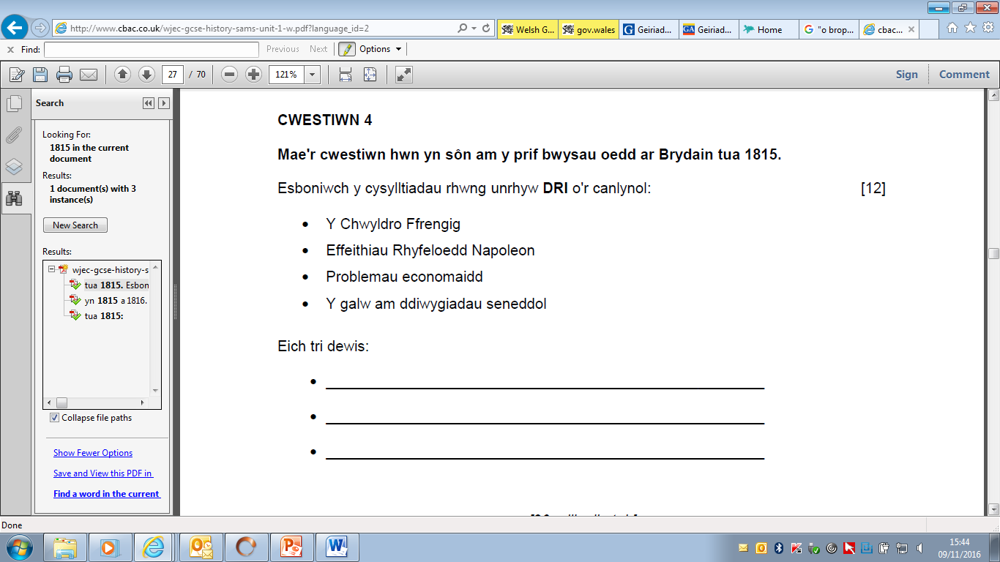 http://www.cbac.co.uk/wjec-gcse-history-sams-unit-1-w.pdf?language_id=2
Welsh G...
gov.wales
Geiriad...
Geiriad...
Home
"o brop...
cbac...
Find:
Previous Next Options
27 / 70
121%
Sign Comment
Search
Looking For:
1815 in the current
document
Results:
1 document(s) with 3
instance(s)
New Search
Results:
wjec-gcse-history-s
tua 1815. Esbon
yn 1815 a 1816.
tua 1815:
Collapse file paths
Show Fewer Options
Save and View this PDF in
Find a word in the current
CWESTIWN 4
Mae'r cwestiwn hwn yn sôn am y prif bwysau oedd ar Brydain tua 1815.
Esboniwch y cysylltiadau rhwng unrhyw DRI o'r canlynol: [12]
• Y Chwyldro Ffrengig
• Effeithiau Rhyfeloedd Napoleon
• Problemau economaidd
• Y galw am ddiwygiadau seneddol
Eich tri dewis:
Done
15:44
09/11/2016